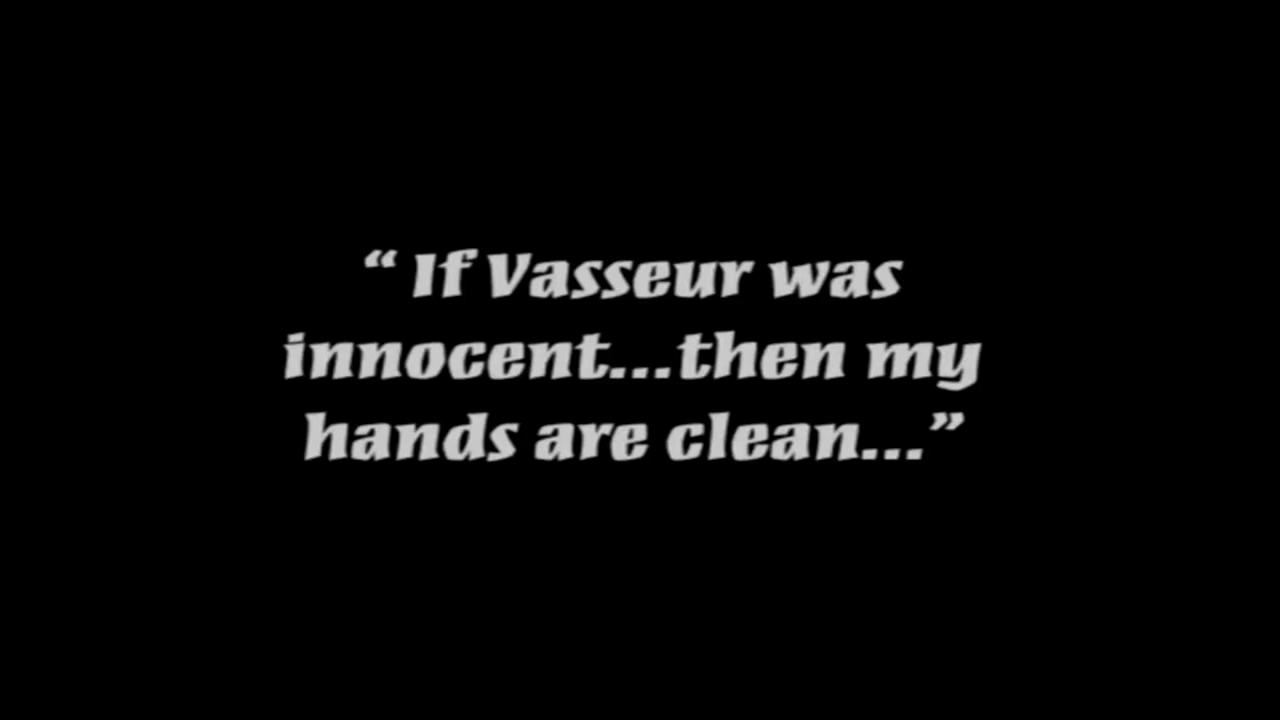 “ If Vasseur was
innocent...then my
hands are clean...”